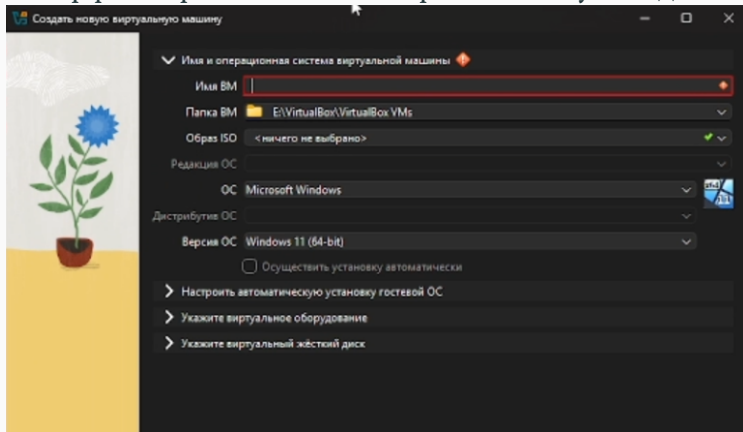 Создать новую виртуальную машину
Имя и операционная система виртуальной машины
Имя ВМ
Папка ВМ E:\VirtualBox\VirtualBox VMs
Образ ISO <ничего не выбрано>
Редакция ОС
ОС Microsoft Windows
Дистрибутив ОС
Версия ОС Windows 11 (64-bit)
Осуществить установку автоматически
Настроить автоматическую установку гостевой ОС
Укажите виртуальное оборудование
Укажите виртуальный жёсткий диск